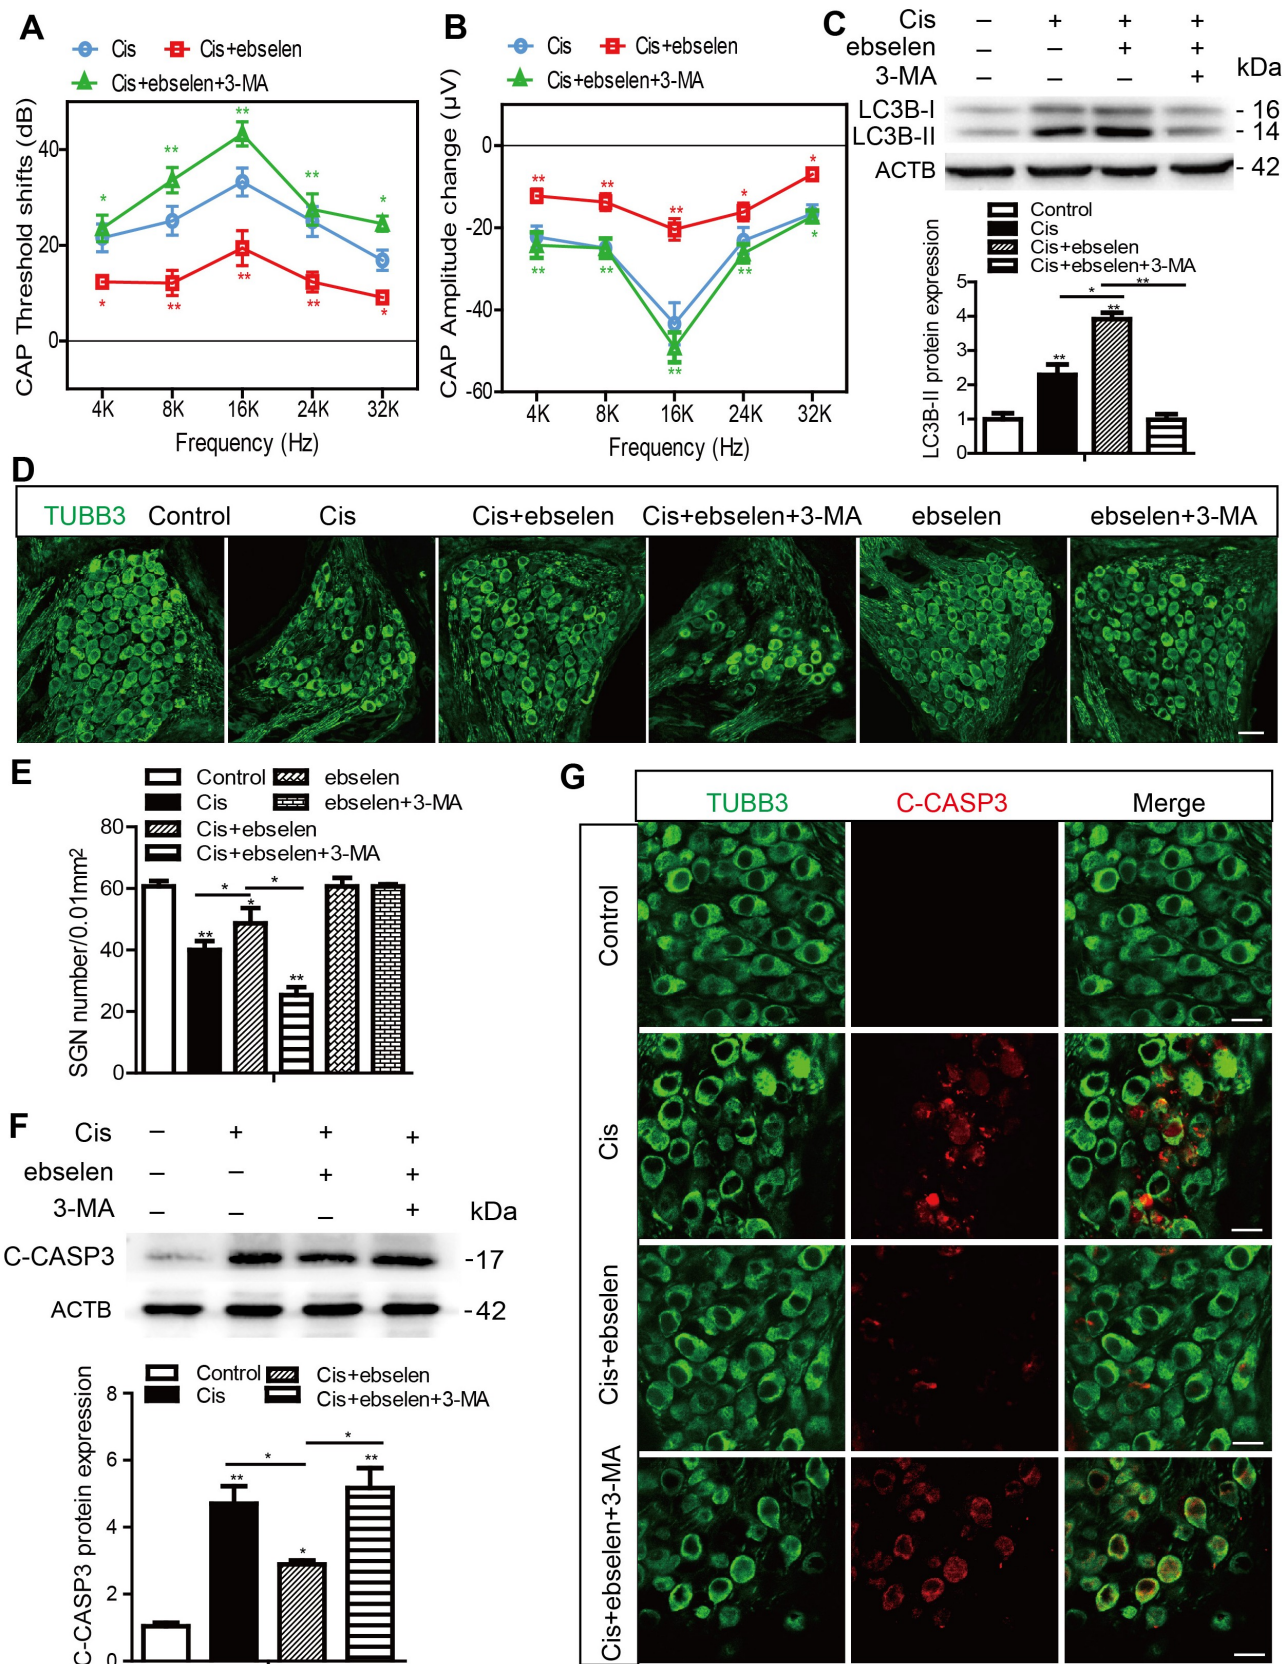 A
Cis
Cis+ebselen
Cis+ebselen+3-MA
CAP Threshold shifts (dB)
40
20
0
**
**
**
*
*
*
**
**
**
*
4K 8K 16K 24K 32K
Frequency (Hz)
B
Cis
Cis+ebselen
Cis+ebselen+3-MA
CAP Amplitude change (µV)
0
-20
-40
-60
*
**
**
*
**
**
**
**
*
**
4K 8K 16K 24K 32K
Frequency (Hz)
C
Cis – + + +
ebselen – – + +
3-MA – – – +
kDa
LC3B-I - 16
LC3B-II - 14
ACTB - 42
Control
Cis
Cis+ebselen
Cis+ebselen+3-MA
LC3B-II protein expression
5
4
3
2
1
0
**
*
**
**
D
TUBB3 Control Cis Cis+ebselen Cis+ebselen+3-MA ebselen ebselen+3-MA
E
Control ebselen
Cis ebselen+3-MA
Cis+ebselen
Cis+ebselen+3-MA
SGN number/0.01mm2
80
60
40
20
0
* *
** *
**
F
Cis – + + +
ebselen – – + +
3-MA – – – +
kDa
C-CASP3 -17
ACTB -42
Control Cis+ebselen
Cis Cis+ebselen+3-MA
C-CASP3 protein expression
8
6
4
2
0
*
*
** **
*
G
TUBB3 C-CASP3 Merge
Control
Cis
Cis+ebselen
Cis+ebselen+3-MA